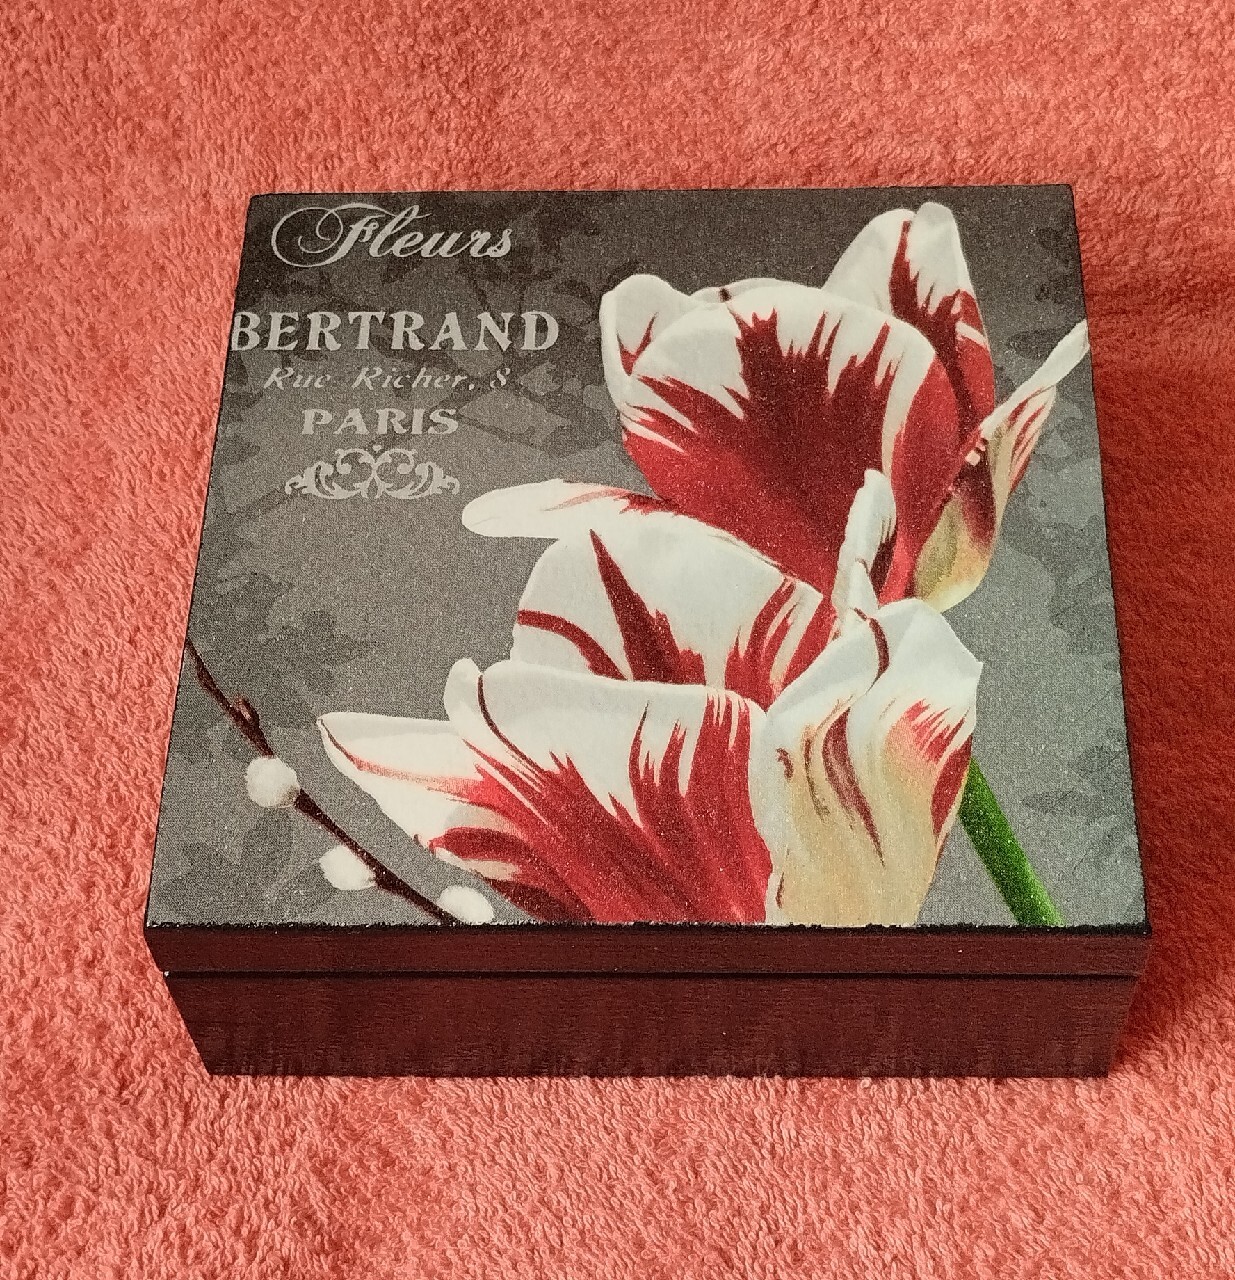 Fleurs
BERTRAND
Rue Richer, 8
PARIS